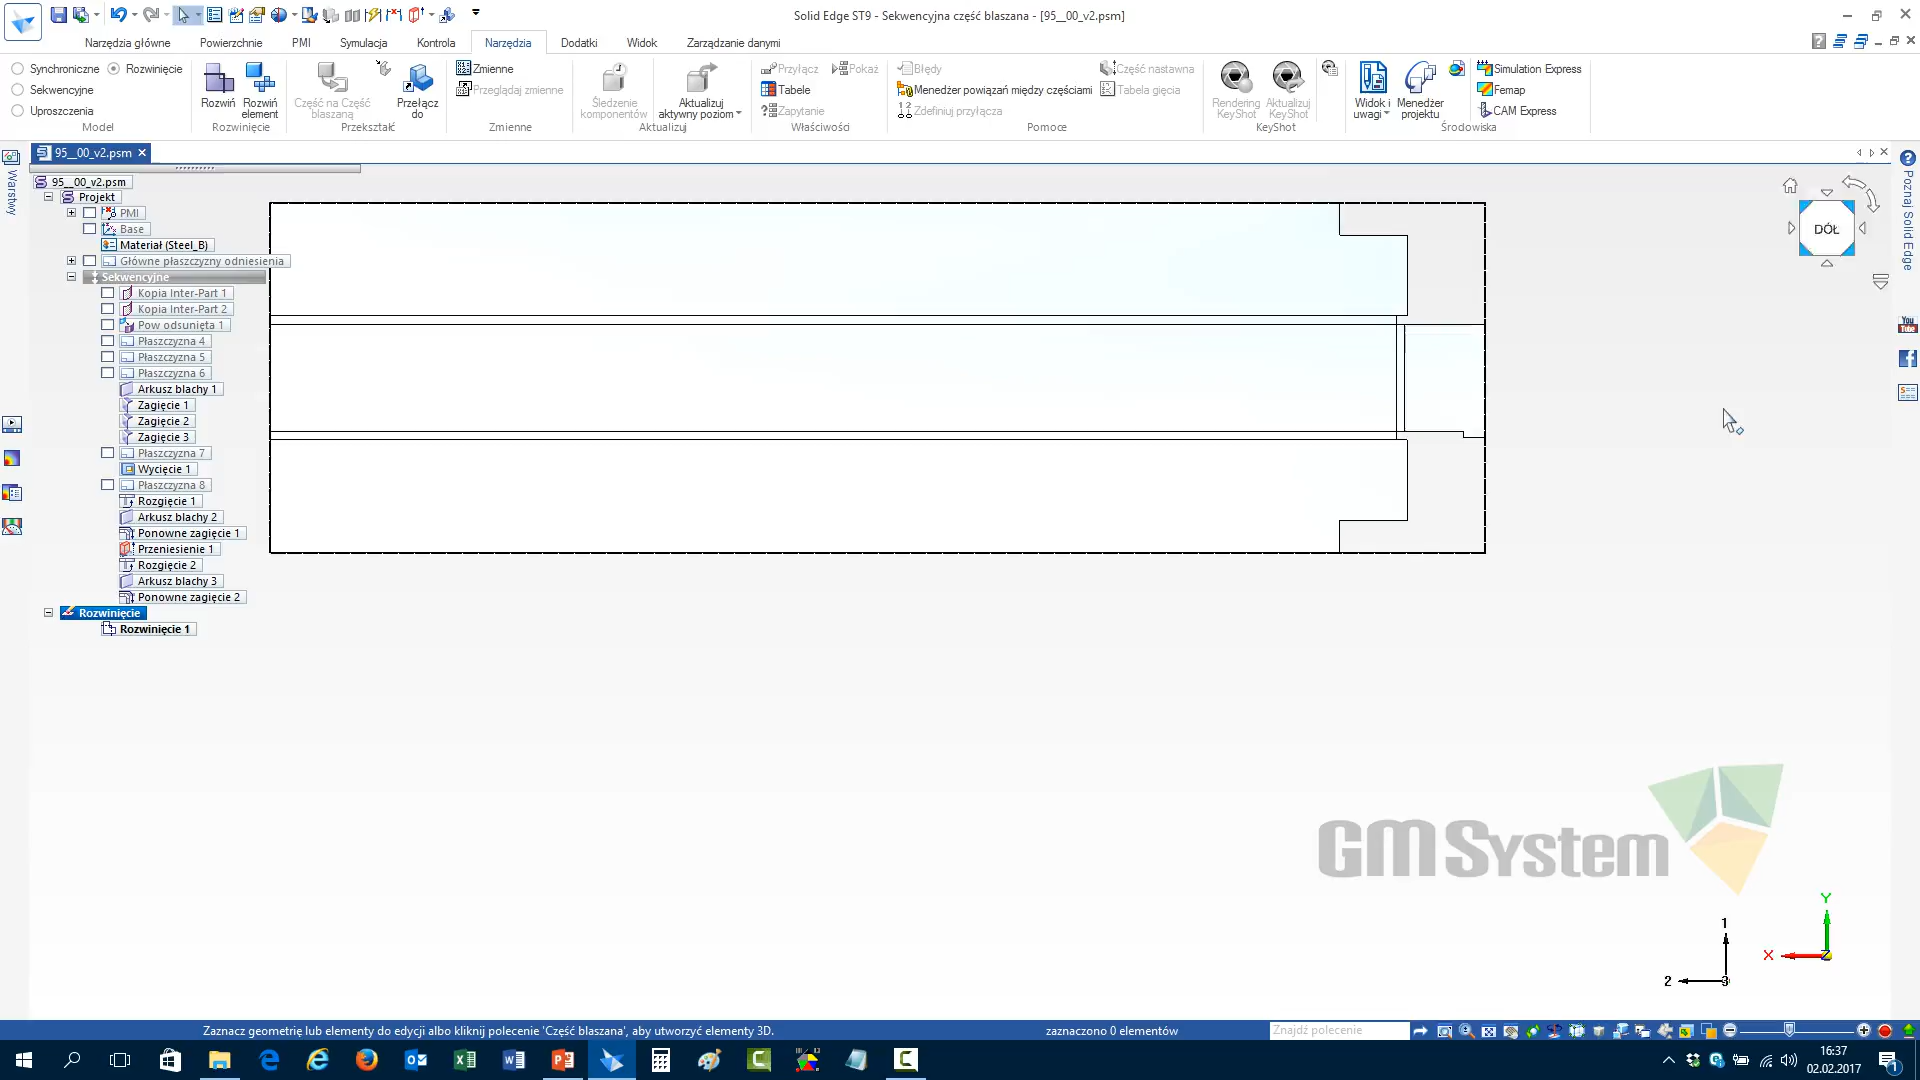 Solid Edge ST9 - Sekwencyjna część blaszana - [95__00_v2.psm]
Narzędzia główne Powierzchnie PMI Symulacja Kontrola Narzędzia Dodatki Widok Zarządzanie danymi
Synchroniczne Rozwinięcie
Sekwencyjne
Uproszczenia
Model
Rozwiń
Rozwiń element
Rozwinięcie
Część na Część blaszaną
Przełącz do
Przekształć
Zmienne
Przeglądaj zmienne
Zmienne
Śledzenie komponentów
Aktualizuj aktywny poziom
Aktualizuj
Przyłącz Pokaż
Tabele
Zapytanie
Właściwości
Błędy
Menedżer powiązań między częściami
Zdefiniuj przyłącza
Część nastawna
Tabela gięcia
Pomoce
Rendering KeyShot
Aktualizuj KeyShot
KeyShot
Widok i uwagi
Menedżer projektu
Simulation Express
Femap
CAM Express
Środowiska
95__00_v2.psm
Warstwy
95__00_v2.psm
Projekt
PMI
Base
Materiał (Steel_B)
Główne płaszczyzny odniesienia
Sekwencyjne
Kopia Inter-Part 1
Kopia Inter-Part 2
Pow odsunięta 1
Płaszczyzna 4
Płaszczyzna 5
Płaszczyzna 6
Arkusz blachy 1
Zagięcie 1
Zagięcie 2
Zagięcie 3
Płaszczyzna 7
Wycięcie 1
Płaszczyzna 8
Rozgięcie 1
Arkusz blachy 2
Ponowne zagięcie 1
Przeniesienie 1
Rozgięcie 2
Arkusz blachy 3
Ponowne zagięcie 2
Rozwinięcie
Rozwinięcie 1
DÓŁ
Poznaj Solid Edge
You Tube
GM System
Y
X
Z
1
2
3
Zaznacz geometrię lub elementy do edycji albo kliknij polecenie 'Część blaszana', aby utworzyć elementy 3D.
zaznaczono 0 elementów
Znajdź polecenie
16:37
02.02.2017
1